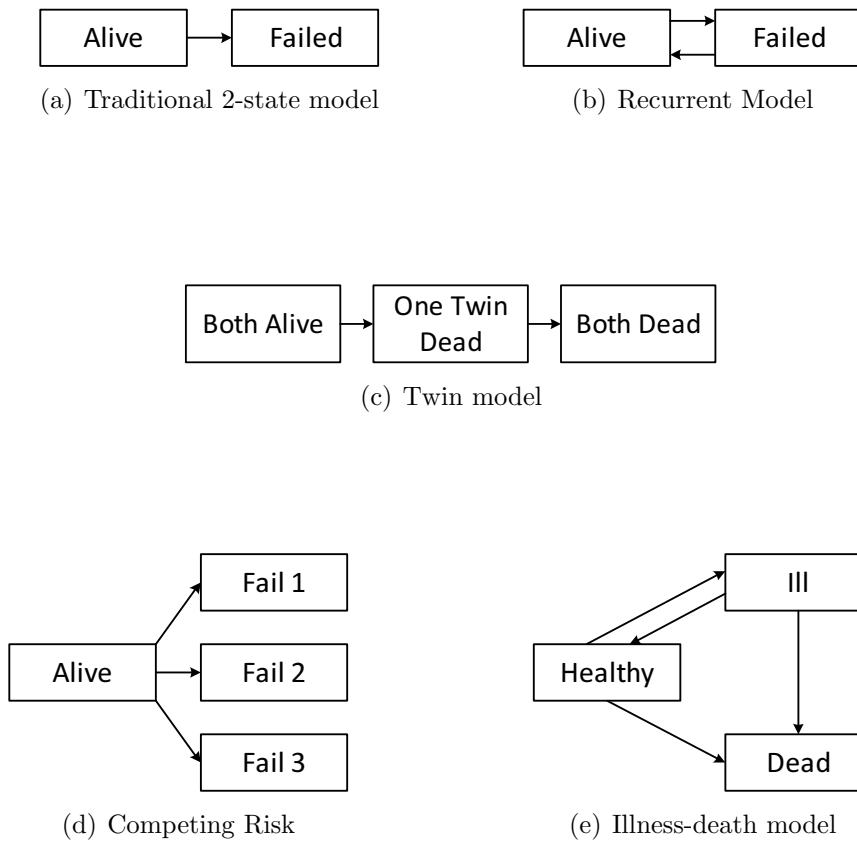 Alive
Failed
(a) Traditional 2-state model
Alive
Failed
(b) Recurrent Model
Both Alive
One Twin
Dead
Both Dead
(c) Twin model
Alive
Fail 1
Fail 2
Fail 3
(d) Competing Risk
Ill
Healthy
Dead
(e) Illness-death model